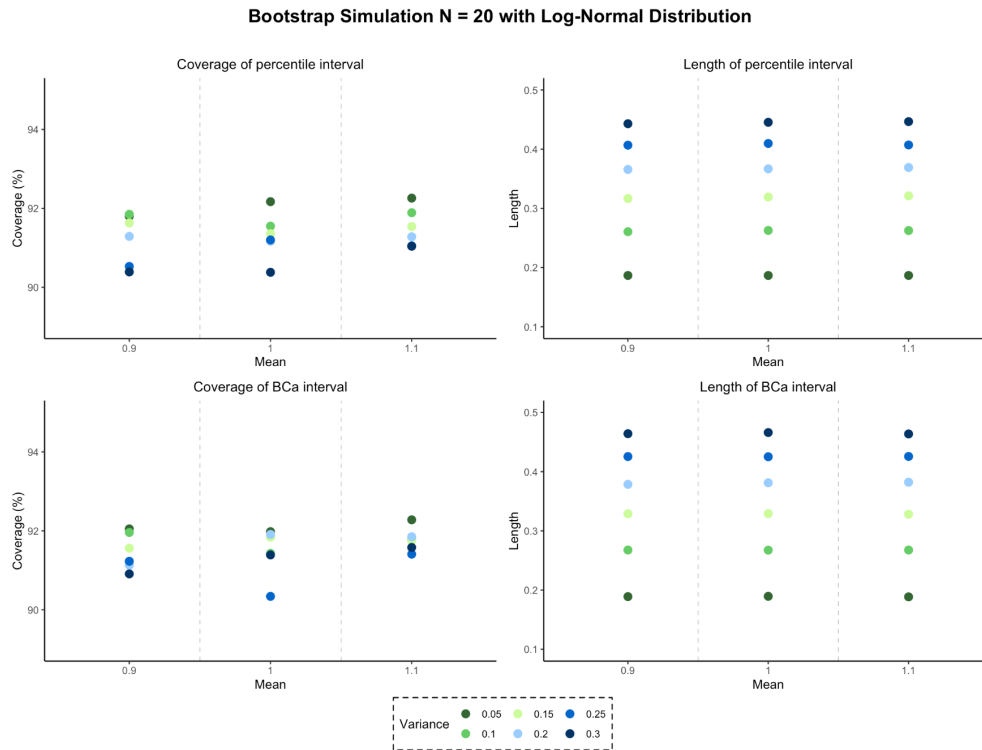 Bootstrap Simulation N = 20 with Log-Normal Distribution
Coverage of percentile interval
Coverage (%)
94
92
90
0.9 1 1.1
Mean
Length of percentile interval
Length
0.5
0.4
0.3
0.2
0.1
0.9 1 1.1
Mean
Coverage of BCa interval
Coverage (%)
94
92
90
0.9 1 1.1
Mean
Length of BCa interval
Length
0.5
0.4
0.3
0.2
0.1
0.9 1 1.1
Mean
Variance
0.05 0.15 0.25
0.1 0.2 0.3